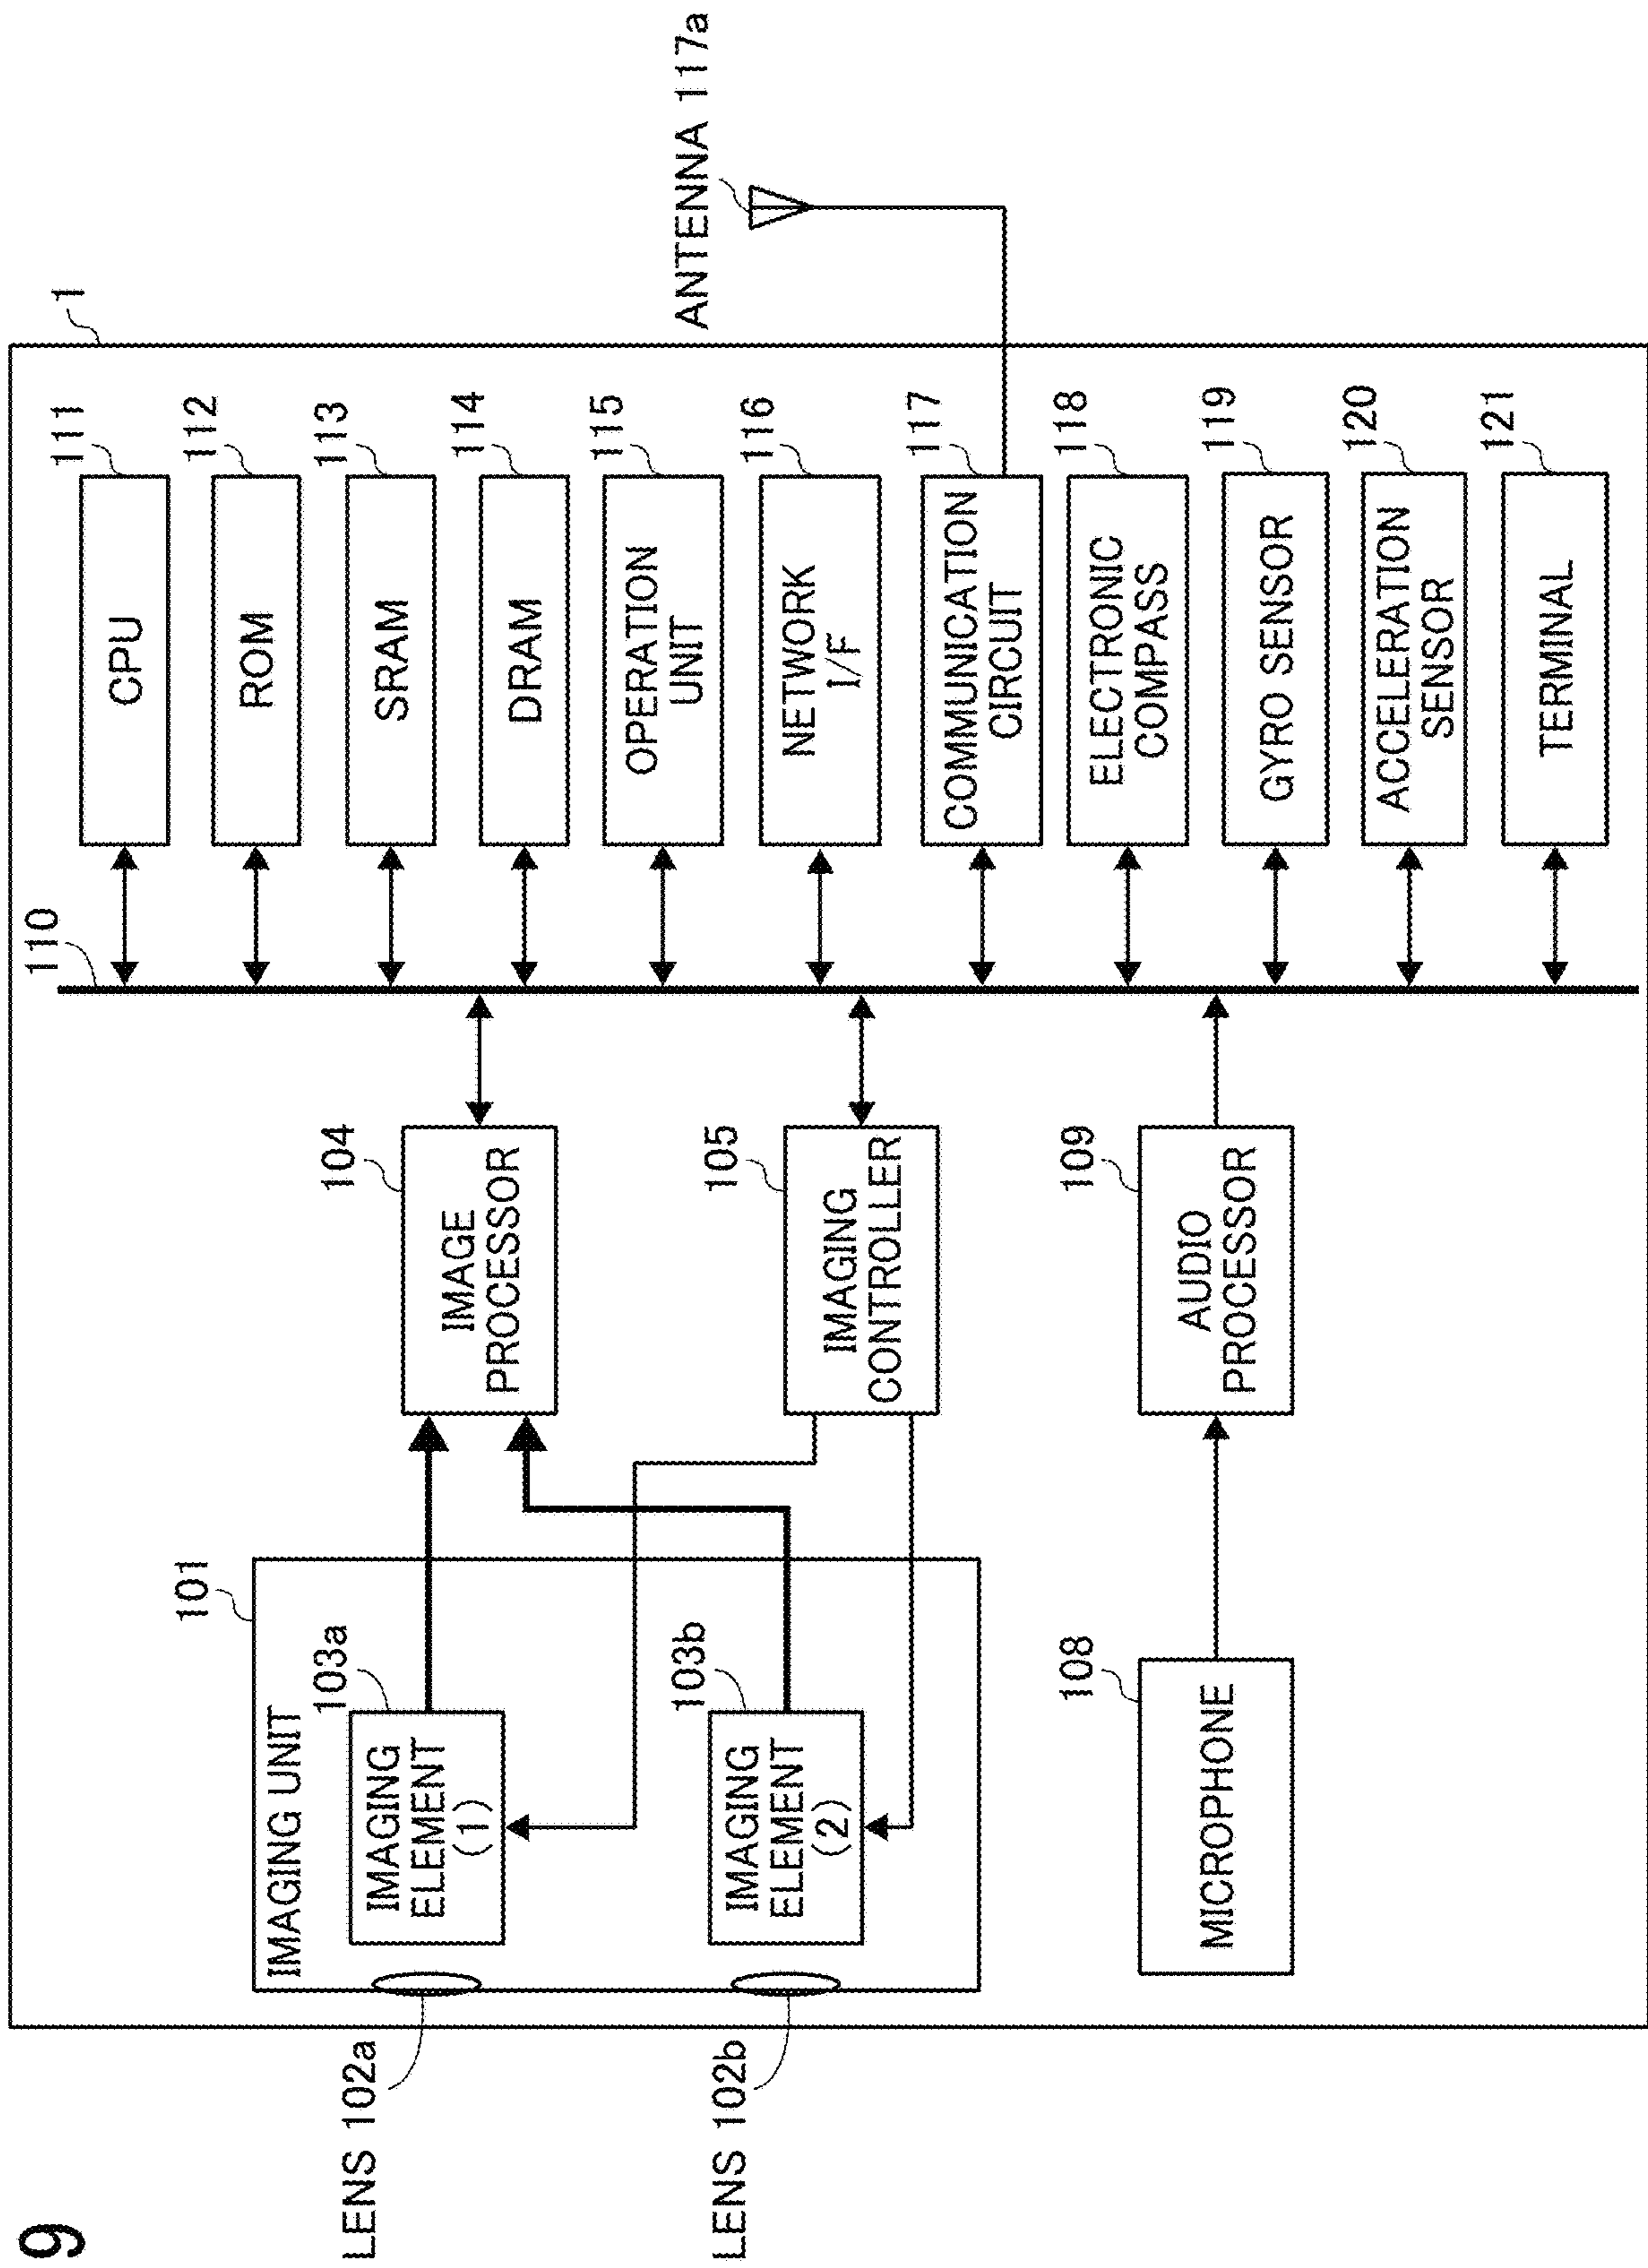 9
1
110
101
IMAGING UNIT
LENS 102a
103a
IMAGING
ELEMENT
(1)
LENS 102b
103b
IMAGING
ELEMENT
(2)
104
IMAGE
PROCESSOR
105
IMAGING
CONTROLLER
108
MICROPHONE
109
AUDIO
PROCESSOR
111
CPU
112
ROM
113
SRAM
114
DRAM
115
OPERATION
UNIT
116
NETWORK
I/F
117
COMMUNICATION
CIRCUIT
ANTENNA 117a
118
ELECTRONIC
COMPASS
119
GYRO SENSOR
120
ACCELERATION
SENSOR
121
TERMINAL